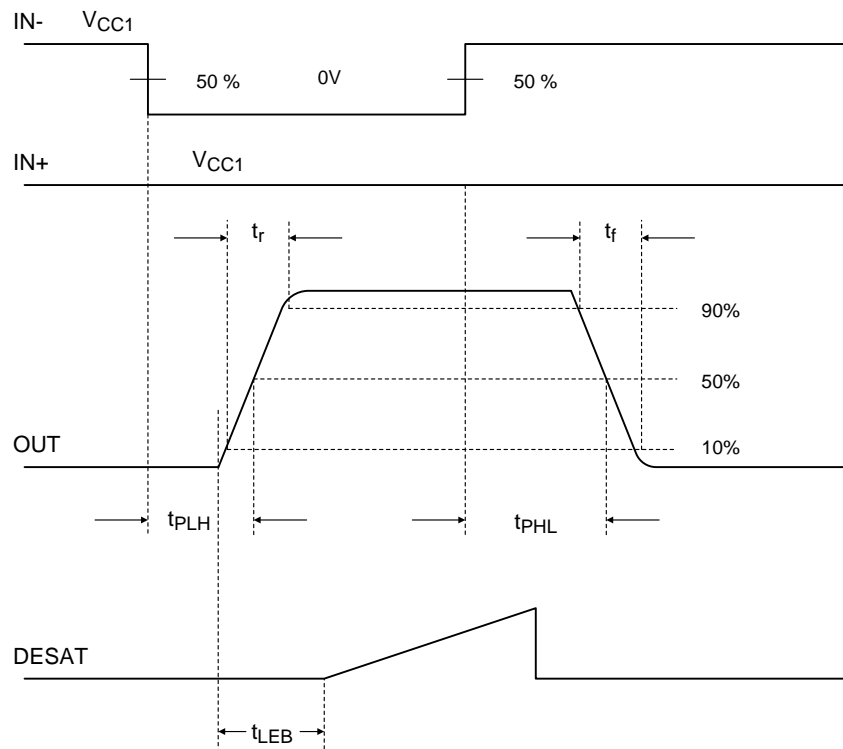 IN- VCC1
50 % 0V 50 %
IN+ VCC1
tr tf
90%
50%
OUT 10%
tPLH tPHL
DESAT
tLEB